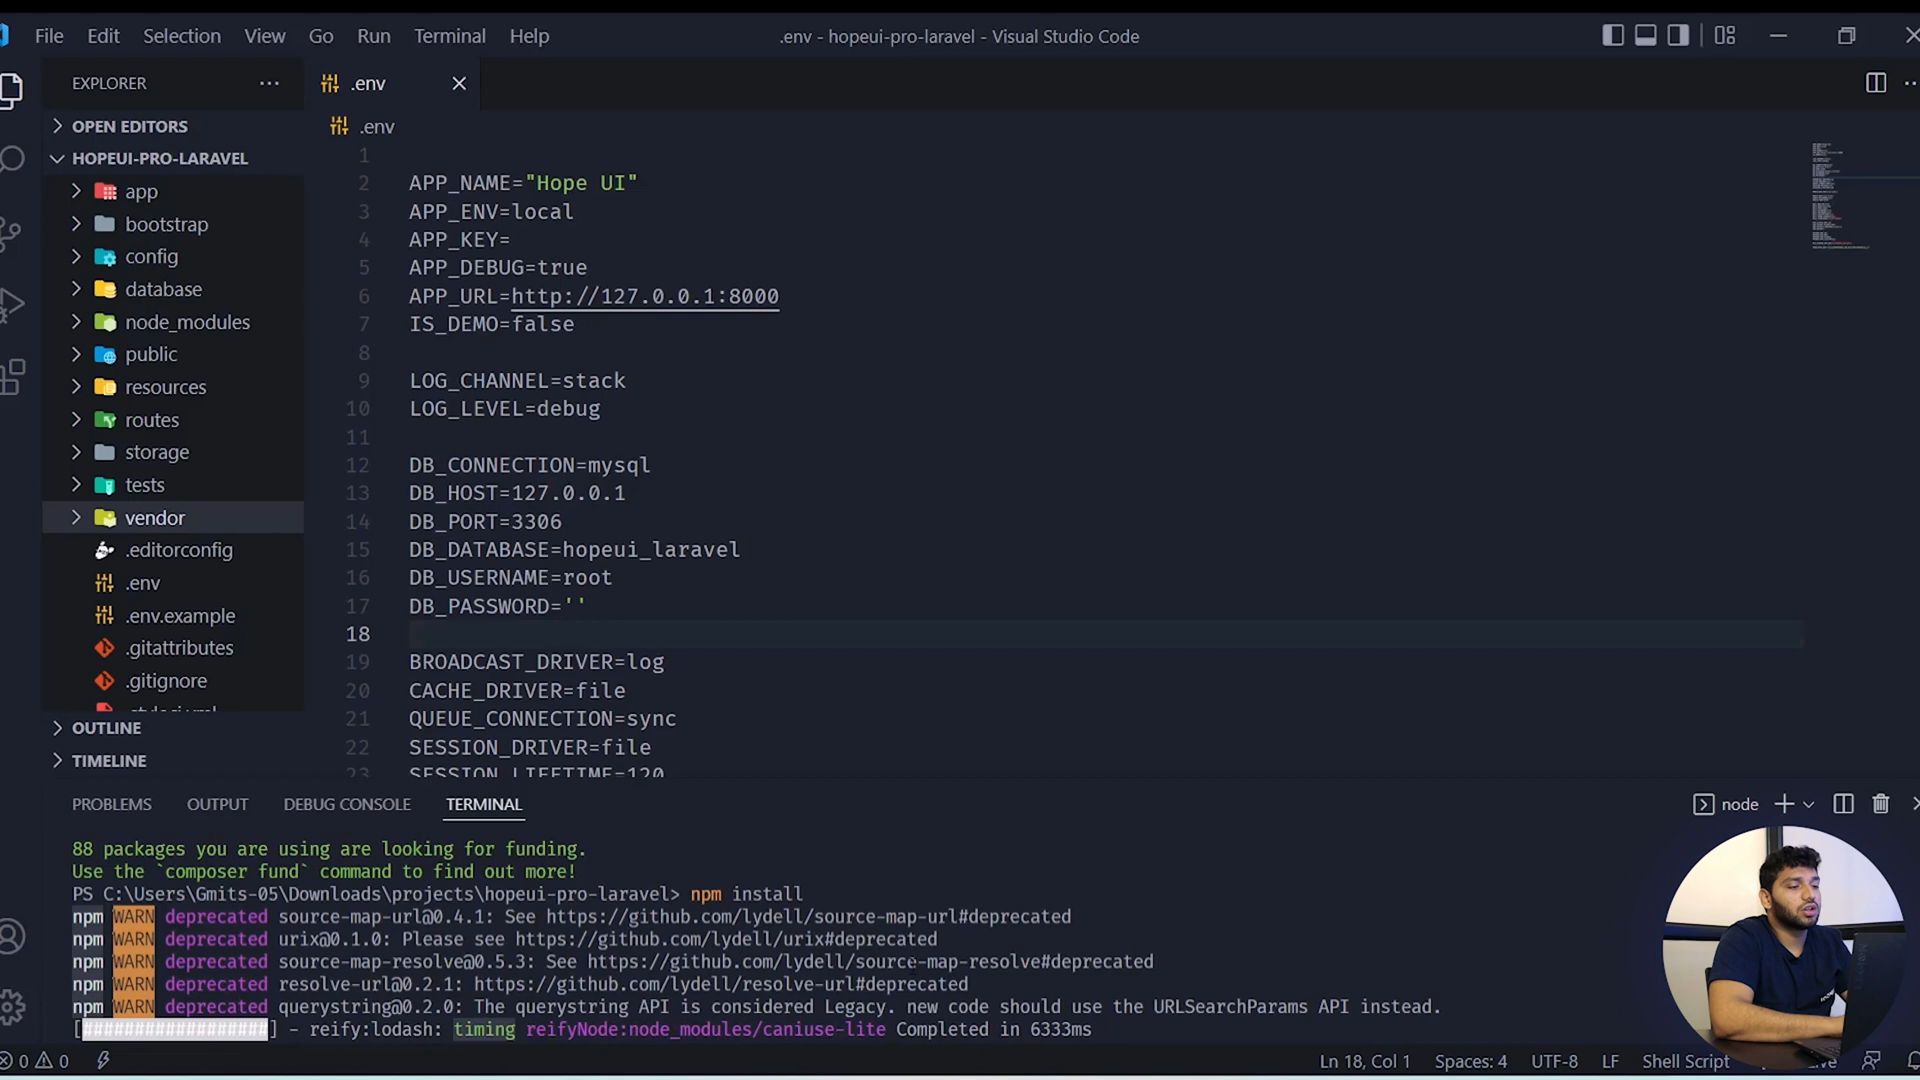 File Edit Selection View Go Run Terminal Help
.env - hopeui-pro-laravel - Visual Studio Code
EXPLORER
.env
OPEN EDITORS
.env
HOPEUI-PRO-LARAVEL
app
bootstrap
config
database
node_modules
public
resources
routes
storage
tests
vendor
.editorconfig
.env
.env.example
.gitattributes
.gitignore
OUTLINE
TIMELINE
1
2 APP_NAME="Hope UI"
3 APP_ENV=local
4 APP_KEY=
5 APP_DEBUG=true
6 APP_URL=http://127.0.0.1:8000
7 IS_DEMO=false
8
9 LOG_CHANNEL=stack
10 LOG_LEVEL=debug
11
12 DB_CONNECTION=mysql
13 DB_HOST=127.0.0.1
14 DB_PORT=3306
15 DB_DATABASE=hopeui_laravel
16 DB_USERNAME=root
17 DB_PASSWORD=''
18
19 BROADCAST_DRIVER=log
20 CACHE_DRIVER=file
21 QUEUE_CONNECTION=sync
22 SESSION_DRIVER=file
23 SESSION_LIFETIME=120
PROBLEMS OUTPUT DEBUG CONSOLE TERMINAL
node
88 packages you are using are looking for funding.
Use the `composer fund` command to find out more!
PS C:\Users\Gmits-05\Downloads\projects\hopeui-pro-laravel> npm install
npm WARN deprecated source-map-url@0.4.1: See https://github.com/lydell/source-map-url#deprecated
npm WARN deprecated urix@0.1.0: Please see https://github.com/lydell/urix#deprecated
npm WARN deprecated source-map-resolve@0.5.3: See https://github.com/lydell/source-map-resolve#deprecated
npm WARN deprecated resolve-url@0.2.1: https://github.com/lydell/resolve-url#deprecated
npm WARN deprecated querystring@0.2.0: The querystring API is considered Legacy. new code should use the URLSearchParams API instead.
[##################] - reify:lodash: timing reifyNode:node_modules/caniuse-lite Completed in 6333ms
0 0
Ln 18, Col 1 Spaces: 4 UTF-8 LF Shell Script